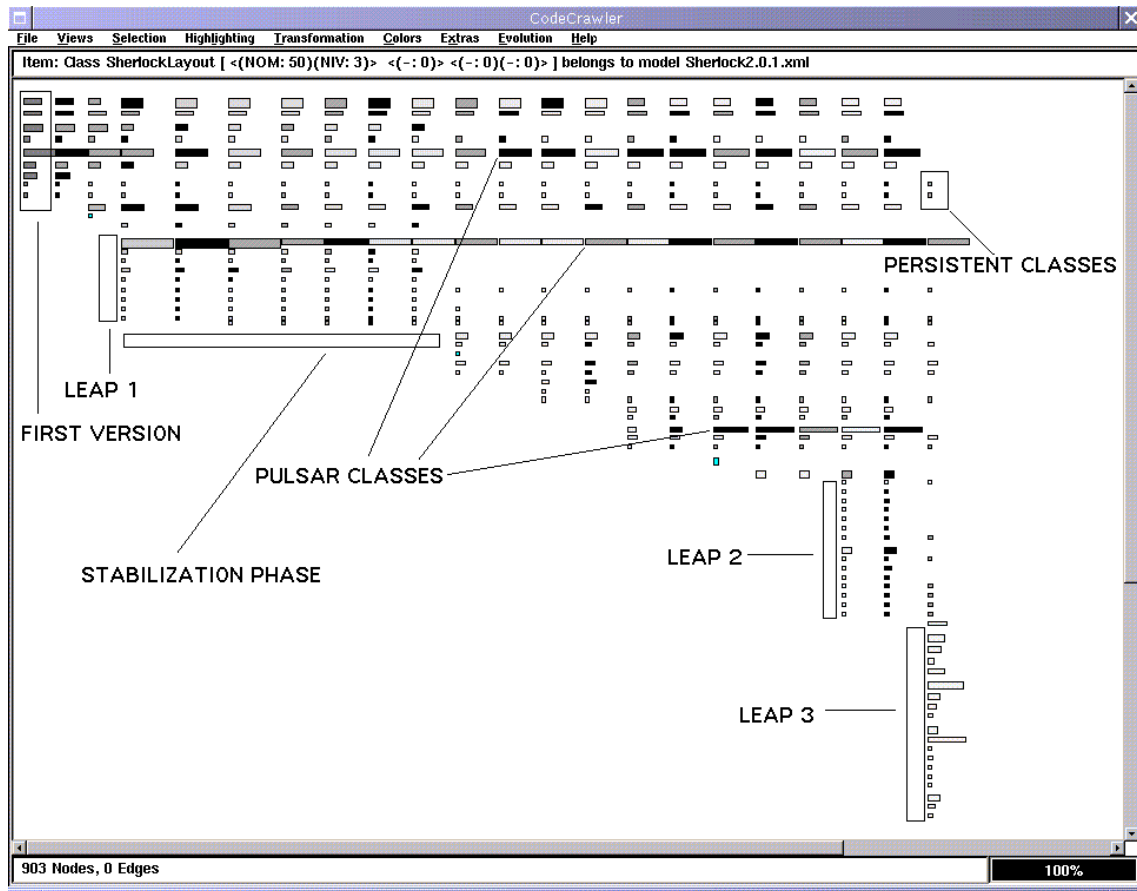 CodeCrawler
File Views Selection Highlighting Transformation Colors Extras Evolution Help
Item: Class SherlockLayout [ <(NOM: 50)(NIV: 3)> <(-: 0)> <(-: 0)(-: 0)> ] belongs to model Sherlock2.0.1.xml
PERSISTENT CLASSES
LEAP 1
FIRST VERSION
PULSAR CLASSES
LEAP 2
STABILIZATION PHASE
LEAP 3
903 Nodes, 0 Edges
100%